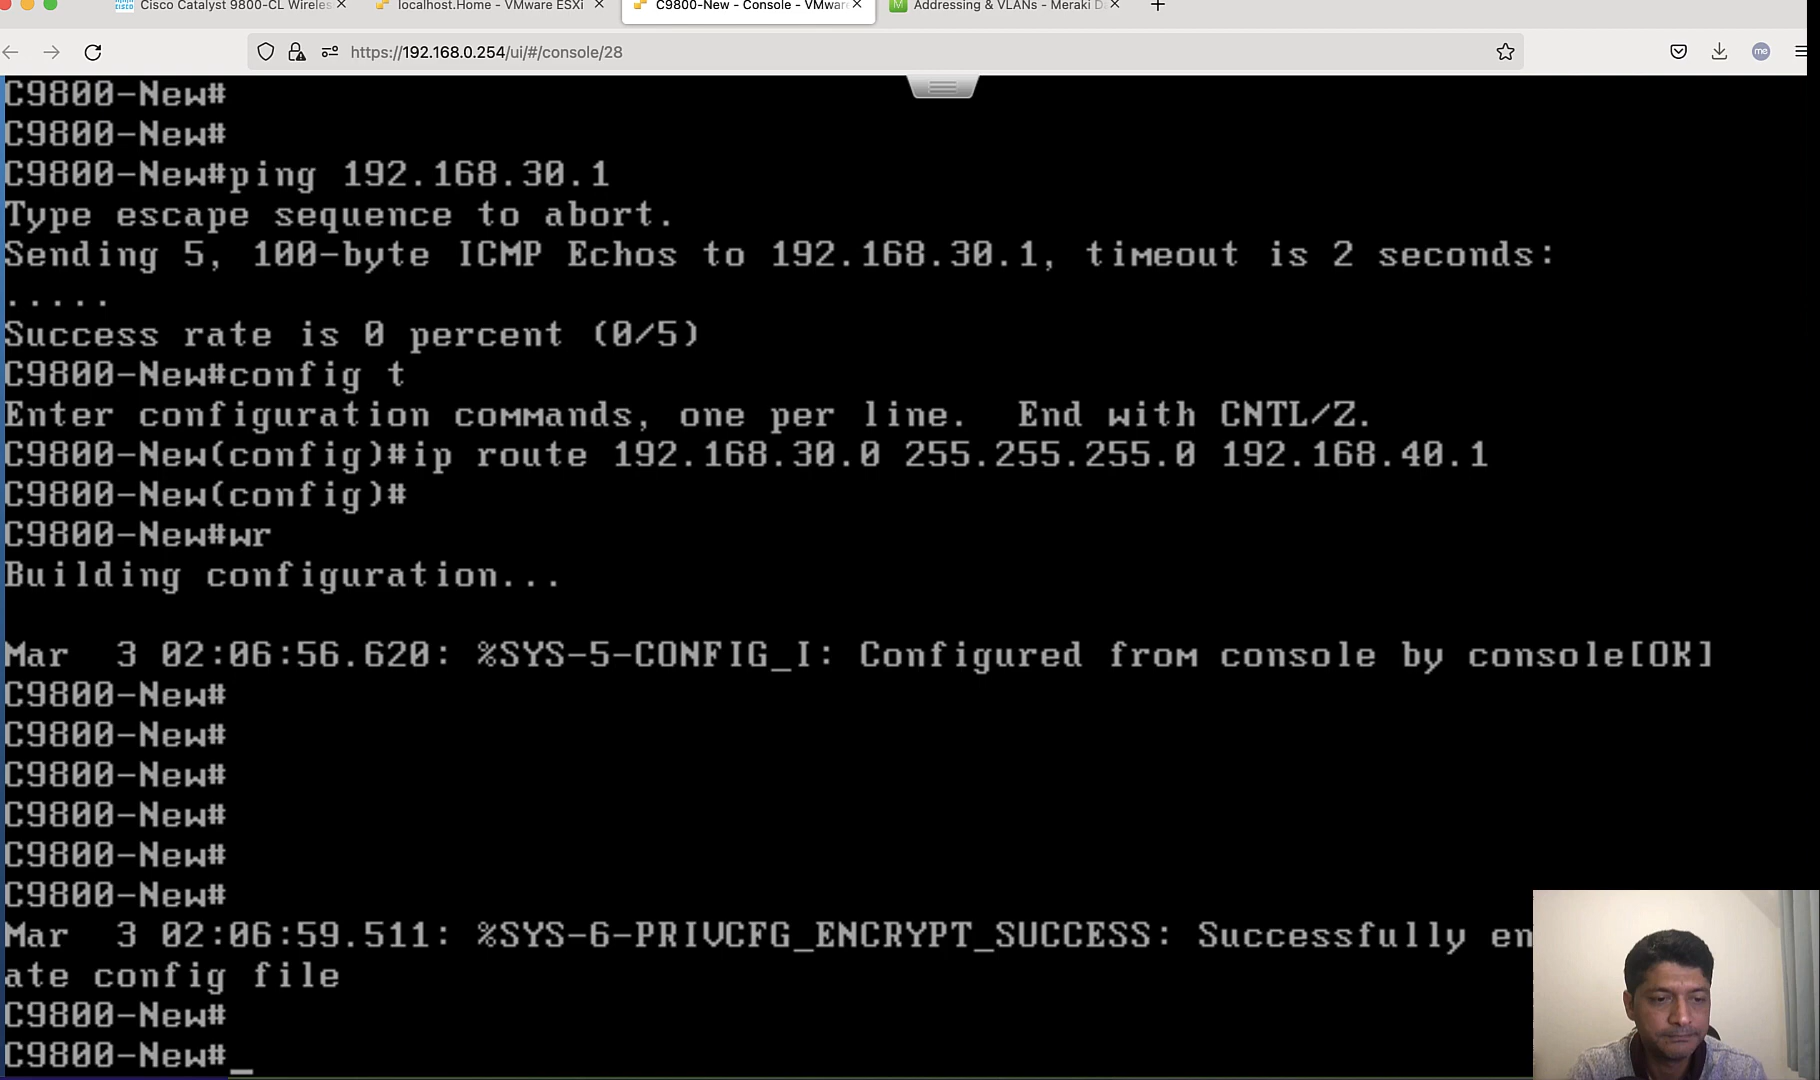 Cisco Catalyst 9800-CL Wireles
localhost.Home - VMware ESXi
C9800-New - Console - VMware
Addressing & VLANs - Meraki D
https://192.168.0.254/ui/#/console/28
me
C9800-New#
C9800-New#
C9800-New#ping 192.168.30.1
Type escape sequence to abort.
Sending 5, 100-byte ICMP Echos to 192.168.30.1, timeout is 2 seconds:
.....
Success rate is 0 percent (0/5)
C9800-New#config t
Enter configuration commands, one per line.  End with CNTL/Z.
C9800-New(config)#ip route 192.168.30.0 255.255.255.0 192.168.40.1
C9800-New(config)#
C9800-New#wr
Building configuration...
Mar  3 02:06:56.620: %SYS-5-CONFIG_I: Configured from console by console[OK]
C9800-New#
C9800-New#
C9800-New#
C9800-New#
C9800-New#
C9800-New#
Mar  3 02:06:59.511: %SYS-6-PRIVCFG_ENCRYPT_SUCCESS: Successfully en
ate config file
C9800-New#
C9800-New#_